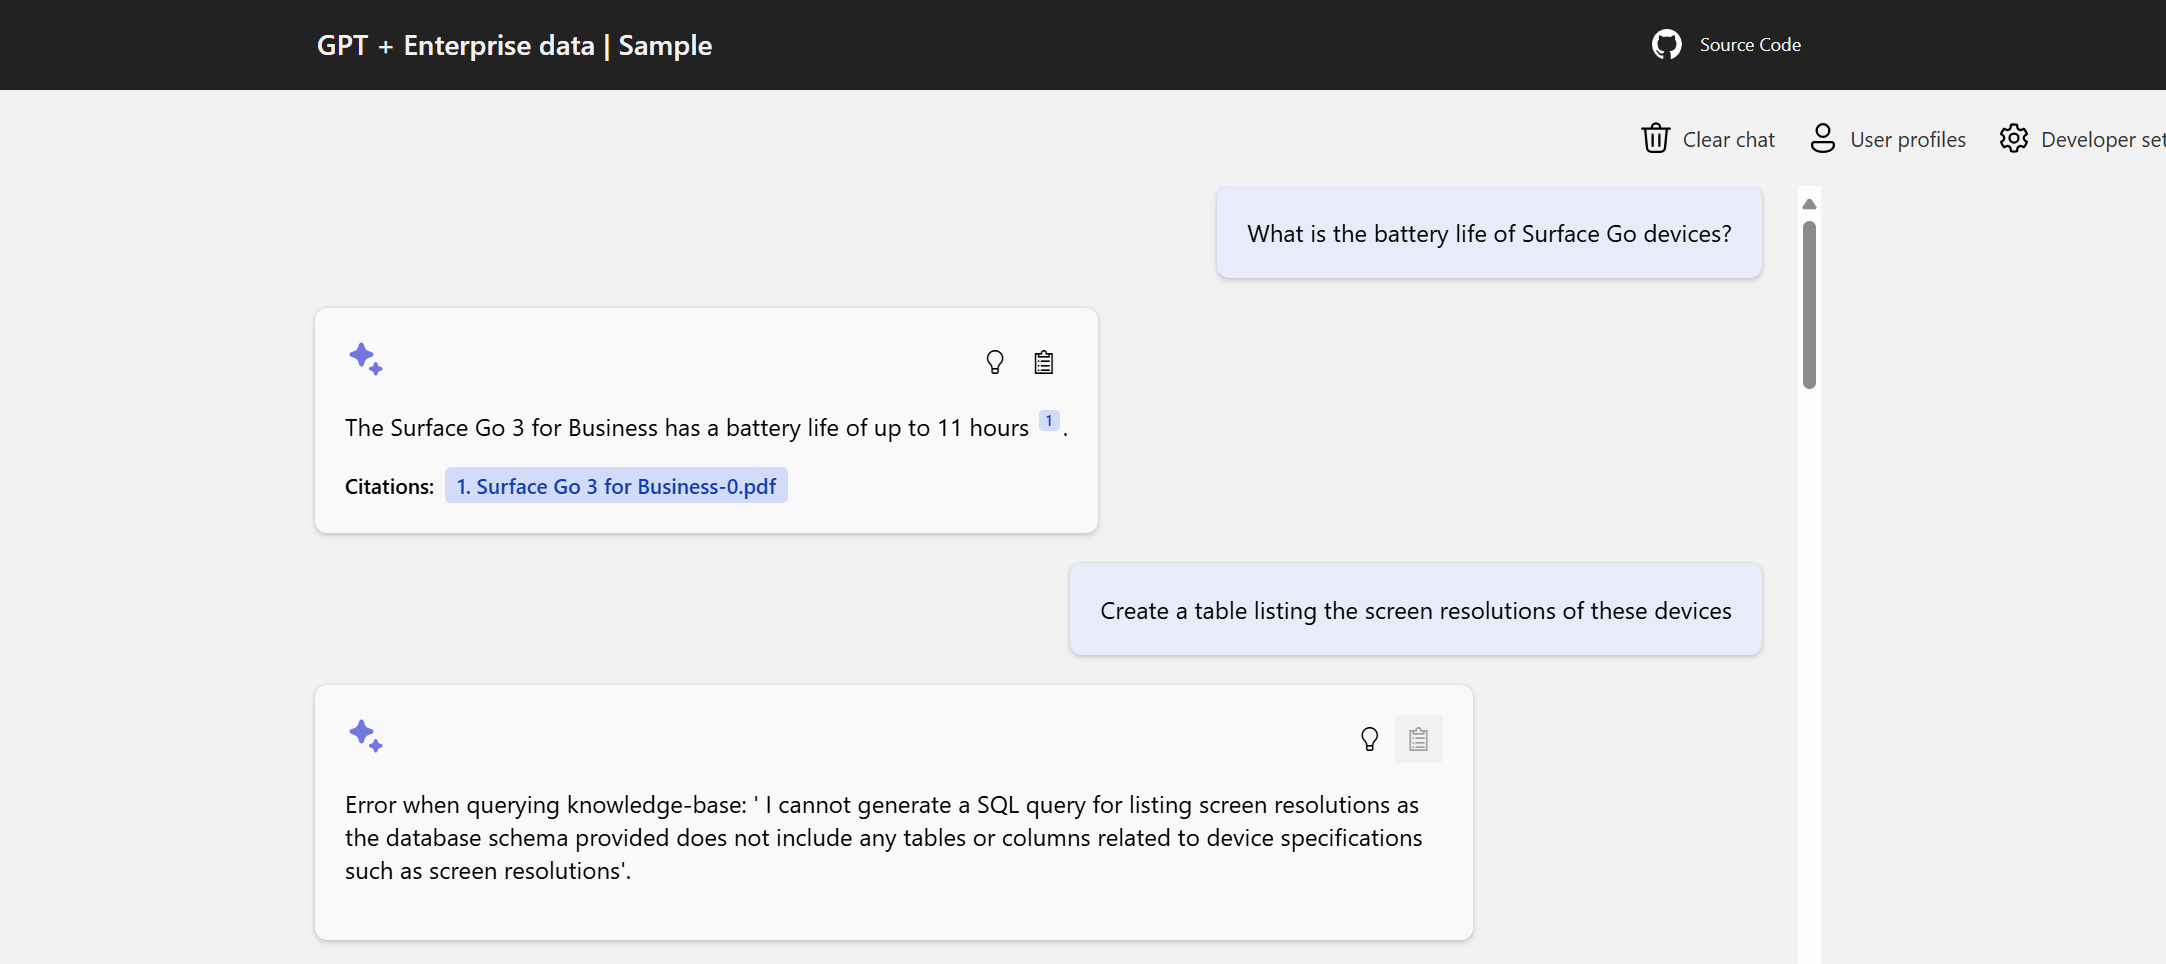 GPT + Enterprise data | Sample
Source Code
Clear chat
User profiles
Developer set
What is the battery life of Surface Go devices?
The Surface Go 3 for Business has a battery life of up to 11 hours 1.
Citations: 1. Surface Go 3 for Business-0.pdf
Create a table listing the screen resolutions of these devices
Error when querying knowledge-base: ' I cannot generate a SQL query for listing screen resolutions as
the database schema provided does not include any tables or columns related to device specifications
such as screen resolutions'.